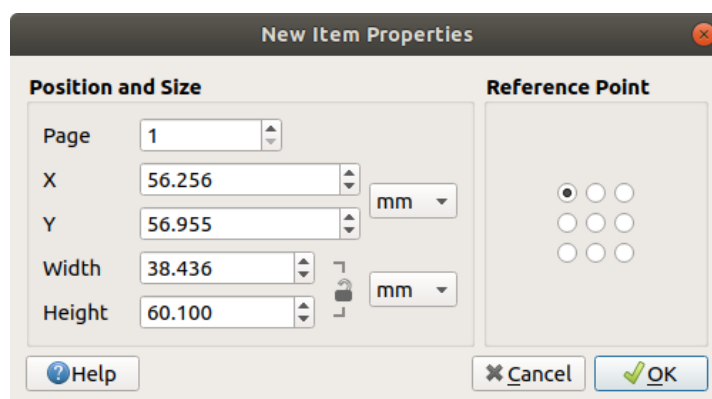 New Item Properties
Position and Size
Reference Point
Page 1
X 56.256
mm
Y 56.955
Width 38.436
mm
Height 60.100
Help
Cancel
OK